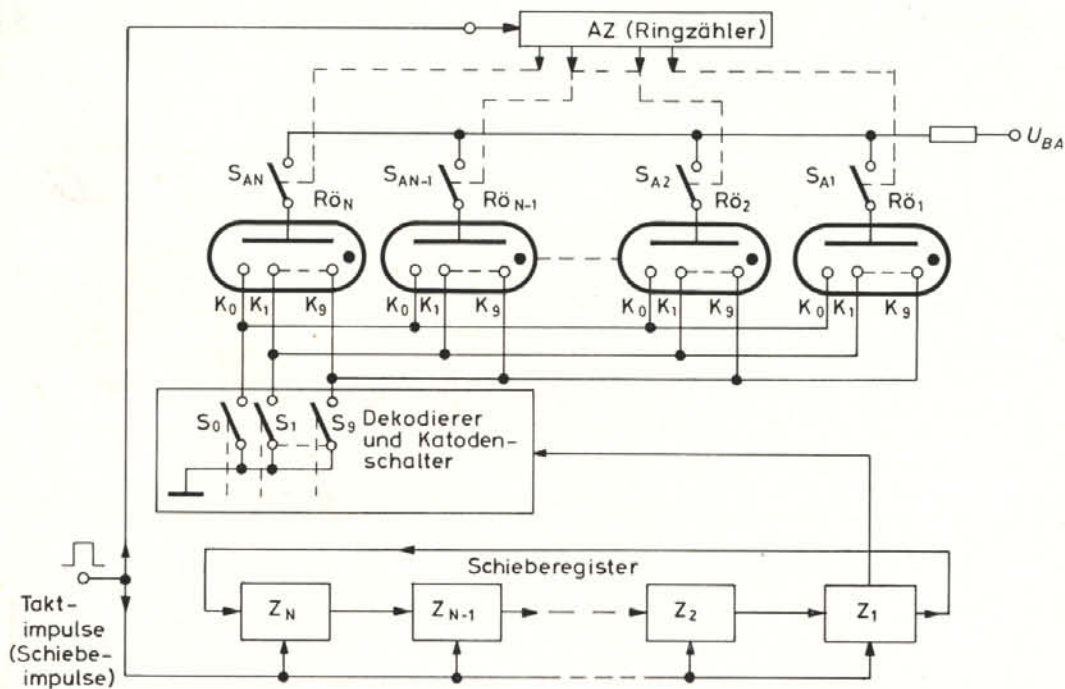 AZ (Ringzähler)
U_BA
S_AN
S_AN-1
S_A2
S_A1
Rö_N
Rö_N-1
Rö_2
Rö_1
K_0 K_1 K_9
K_0 K_1 K_9
K_0 K_1 K_9
K_0 K_1 K_9
S_0 S_1 S_9
Dekodierer
und Katoden-
schalter
Schieberegister
Z_N
Z_N-1
Z_2
Z_1
Takt-
impulse
(Schiebe-
impulse)